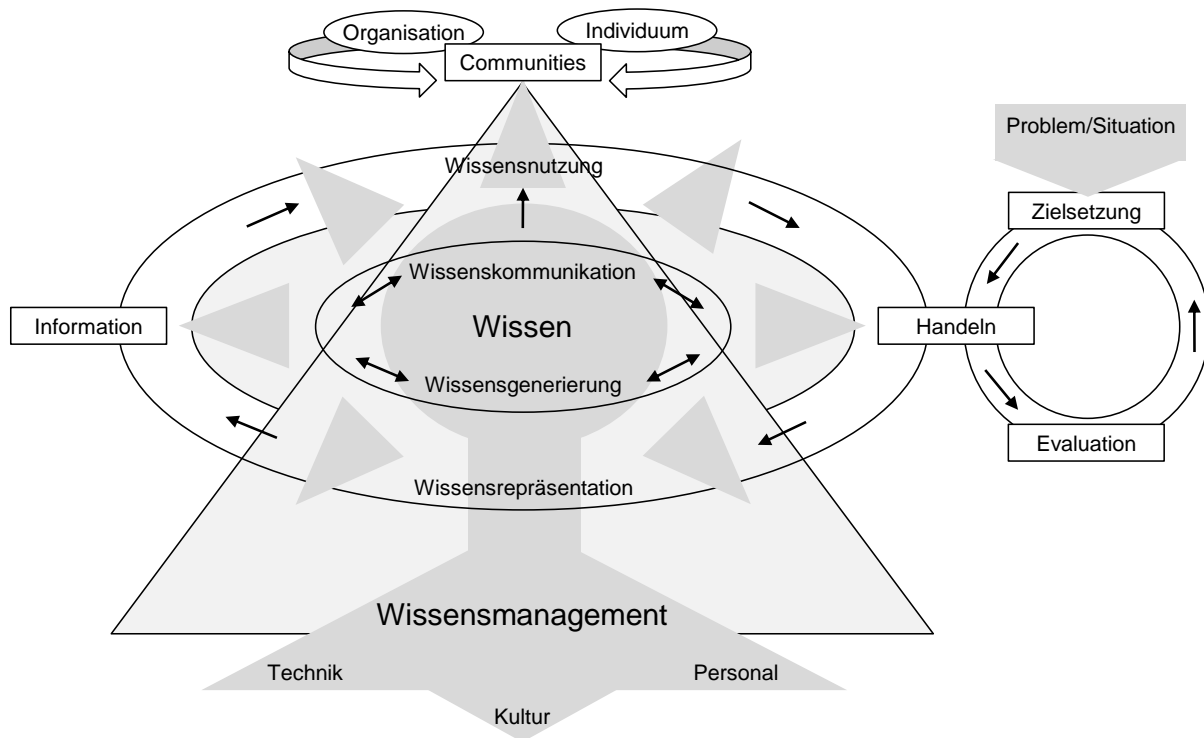 Organisation
Individuum
Communities
Problem/Situation
Wissensnutzung
Zielsetzung
Wissenskommunikation
Information
Wissen
Handeln
Wissensgenerierung
Evaluation
Wissensrepräsentation
Wissensmanagement
Technik
Personal
Kultur